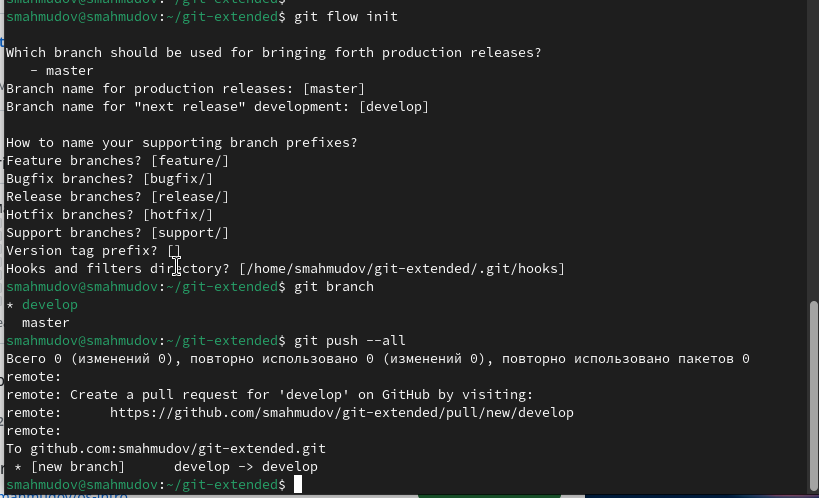 smahmudov@smahmudov:~/git-extended$ git flow init
Which branch should be used for bringing forth production releases?
   - master
Branch name for production releases: [master]
Branch name for "next release" development: [develop]
How to name your supporting branch prefixes?
Feature branches? [feature/]
Bugfix branches? [bugfix/]
Release branches? [release/]
Hotfix branches? [hotfix/]
Support branches? [support/]
Version tag prefix? []
Hooks and filters directory? [/home/smahmudov/git-extended/.git/hooks]
smahmudov@smahmudov:~/git-extended$ git branch
* develop
  master
smahmudov@smahmudov:~/git-extended$ git push --all
Всего 0 (изменений 0), повторно использовано 0 (изменений 0), повторно использовано пакетов 0
remote:
remote: Create a pull request for 'develop' on GitHub by visiting:
remote:      https://github.com/smahmudov/git-extended/pull/new/develop
remote:
To github.com:smahmudov/git-extended.git
 * [new branch]      develop -> develop
smahmudov@smahmudov:~/git-extended$